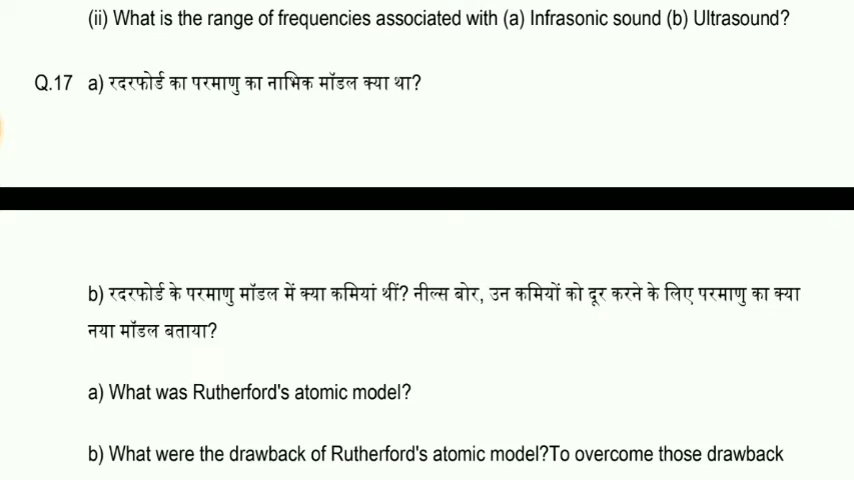 (ii) What is the range of frequencies associated with (a) Infrasonic sound (b) Ultrasound?
Q.17 a) रदरफोर्ड का परमाणु का नाभिक मॉडल क्या था?
b) रदरफोर्ड के परमाणु मॉडल में क्या कमियां थीं? नील्स बोर, उन कमियों को दूर करने के लिए परमाणु का क्या
नया मॉडल बताया?
a) What was Rutherford's atomic model?
b) What were the drawback of Rutherford's atomic model?To overcome those drawback